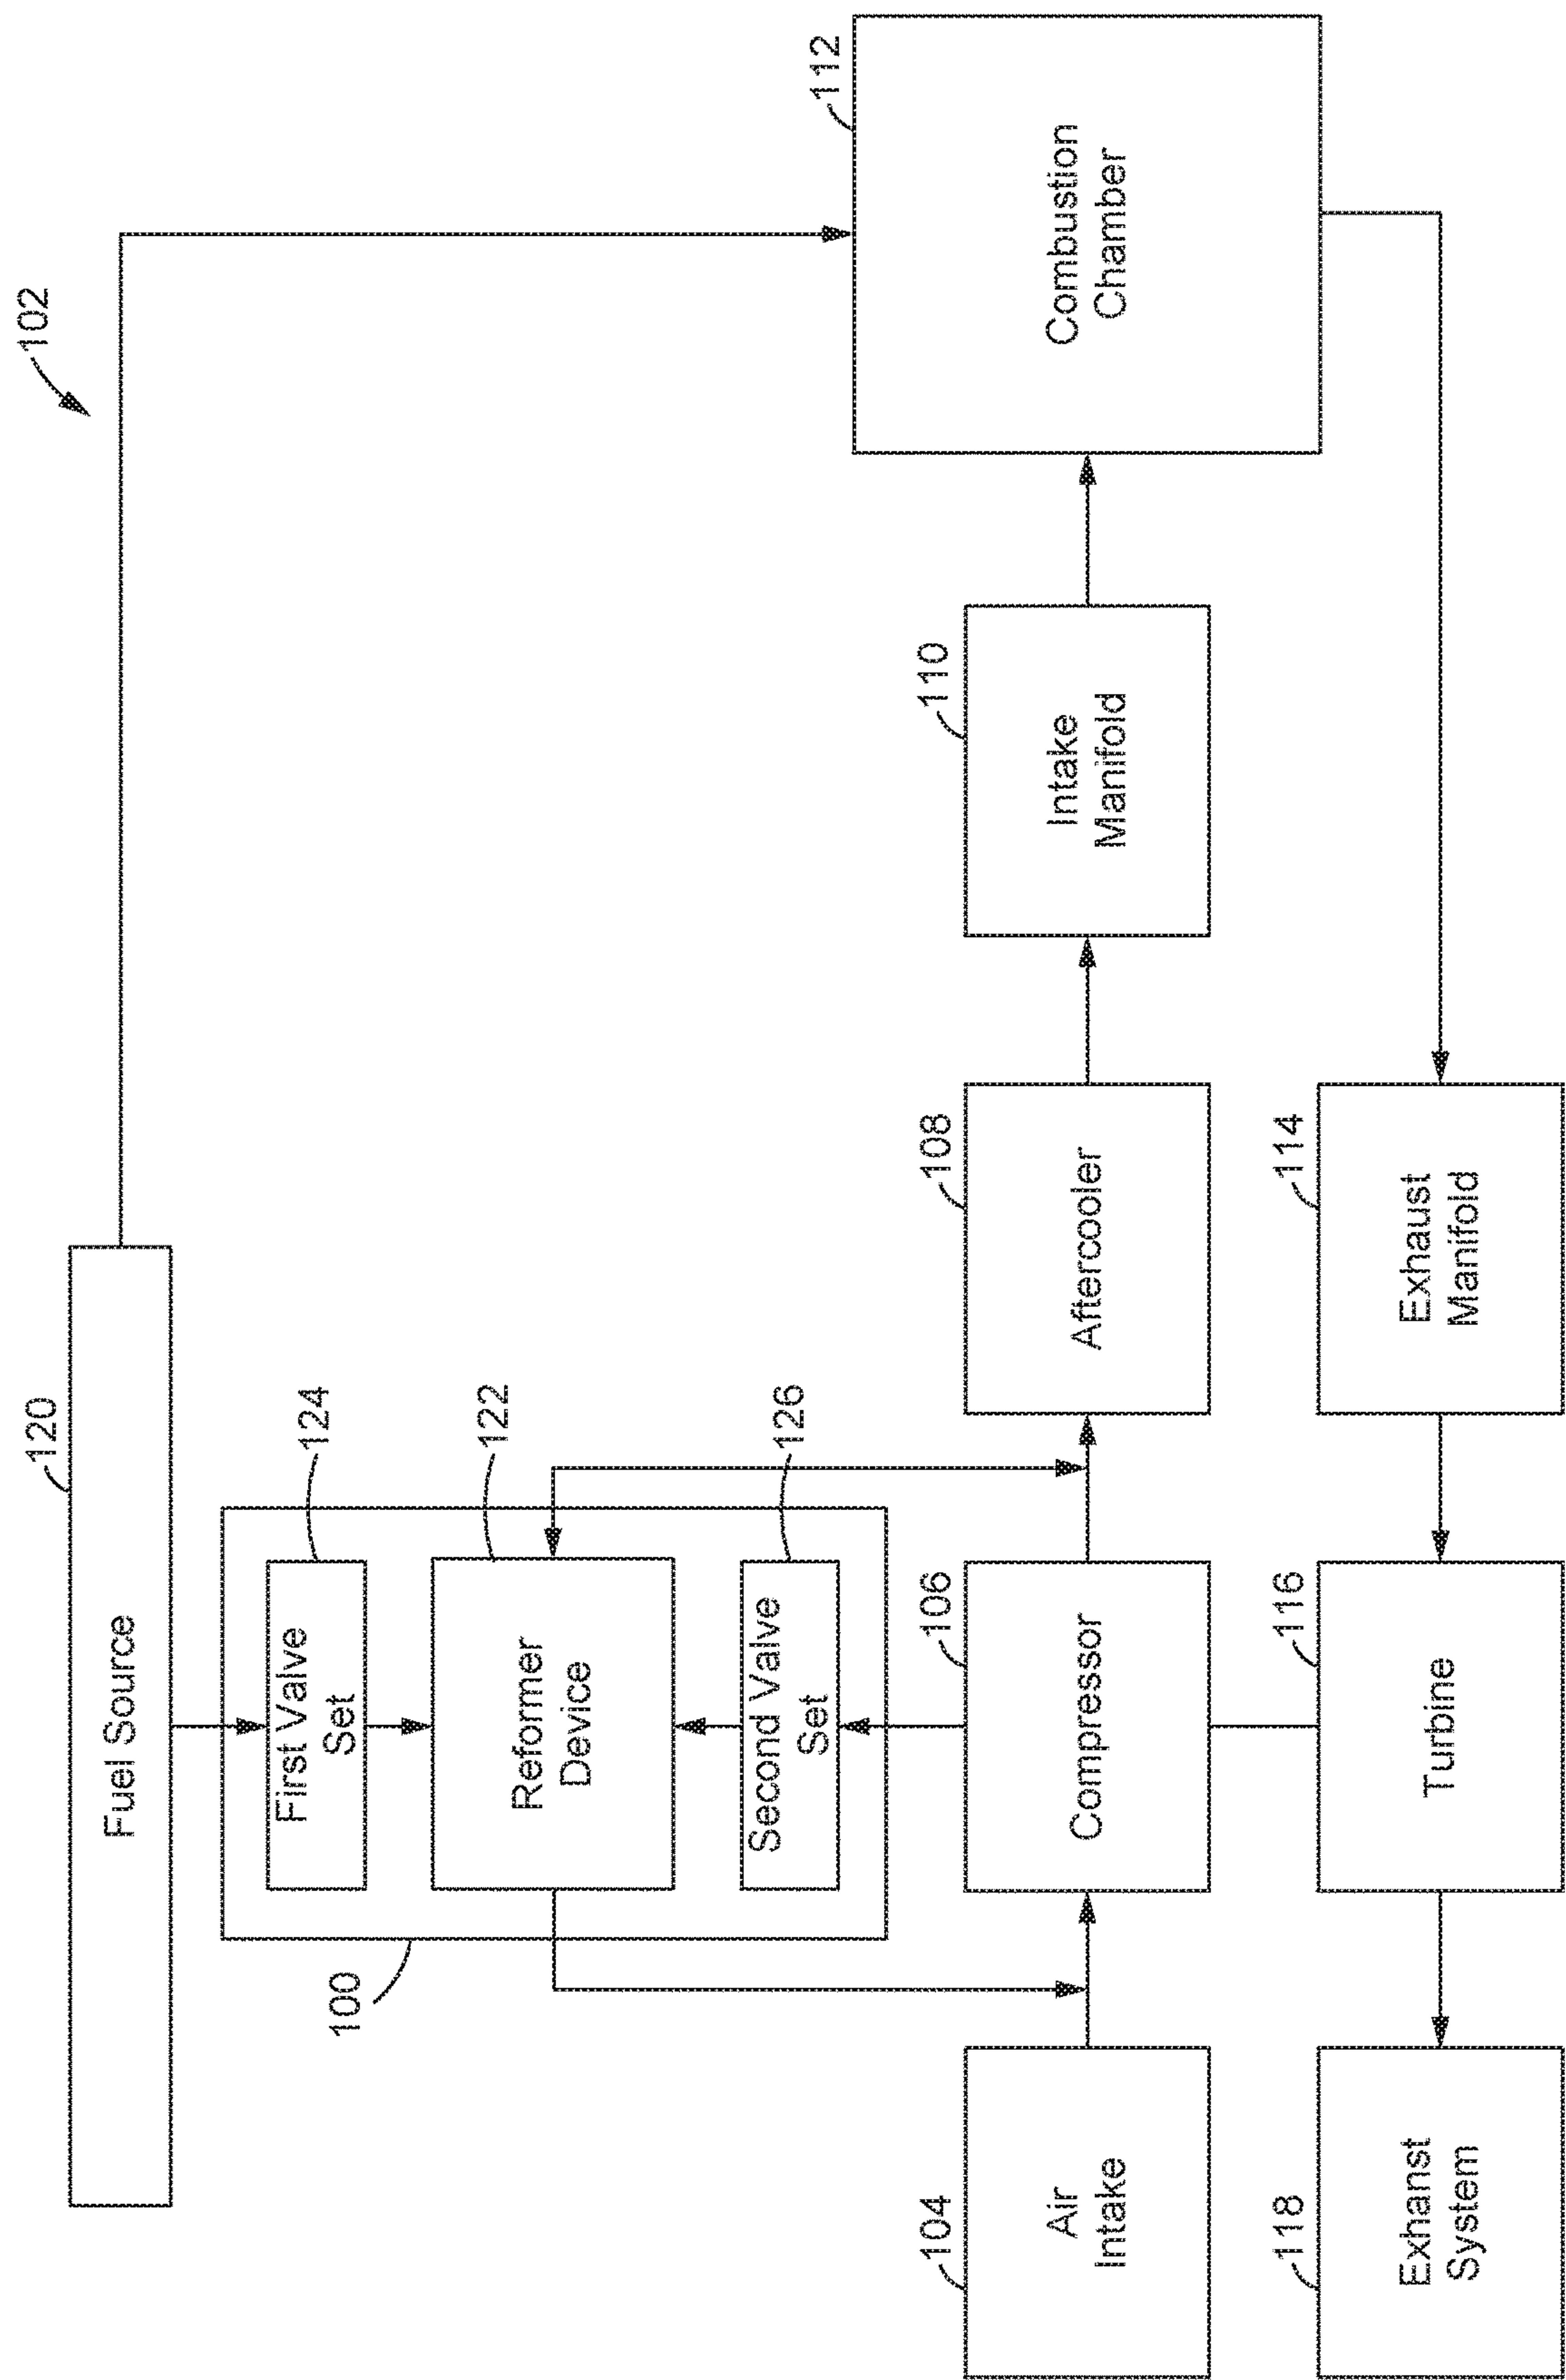 102
120
Fuel Source
124
First Valve
Set
122
Reformer
Device
126
Second Valve
Set
100
104
Air
Intake
106
Compressor
108
Aftercooler
110
Intake
Manifold
112
Combustion
Chamber
118
Exhanst
System
116
Turbine
114
Exhaust
Manifold